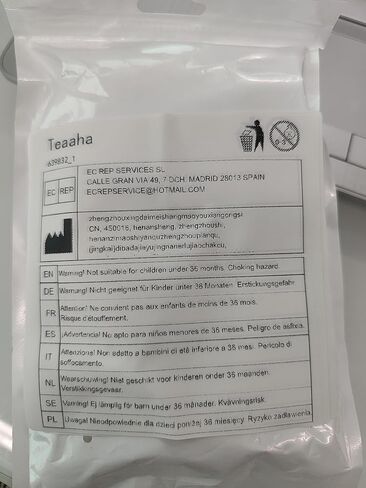 Teaaha
639832_1
EC REP
EC REP SERVICES SL
CALLE GRAN VIA 49, 7 DCH. MADRID 28013 SPAIN
ECREPSERVICE@HOTMAIL.COM
zhengzhouxingdaimeishangmaoyouxiangongsi
CN, 450016, henansheng, zhengzhoushi,
henanzimaoshiyanquzhengzhoupianqu,
EN Warning! Not suitable for children under 36 months. Choking hazard.
DE Warnung! Nicht geeignet für Kinder unter 36 Monaten. Erstickungsgefahr
FR Attention! Ne convient pas aux enfants de moins de 36 mois.
Risque d'étouffement.
ES ¡Advertencia! No apto para niños menores de 36 meses. Peligro de asfixia.
IT Attenzione! Non adatto a bambini di età inferiore a 36 mesi. Pericolo di
soffocamento.
NL Waarschuwing! Niet geschikt voor kinderen onder 36 maanden.
Verstikkingsgevaar.
SE Varning! Ej lämplig för barn under 36 månader. Kvävningsrisk.
PL Uwaga! Nieodpowiednie dla dzieci poniżej 36 miesięcy. Ryzyko zadławienia.